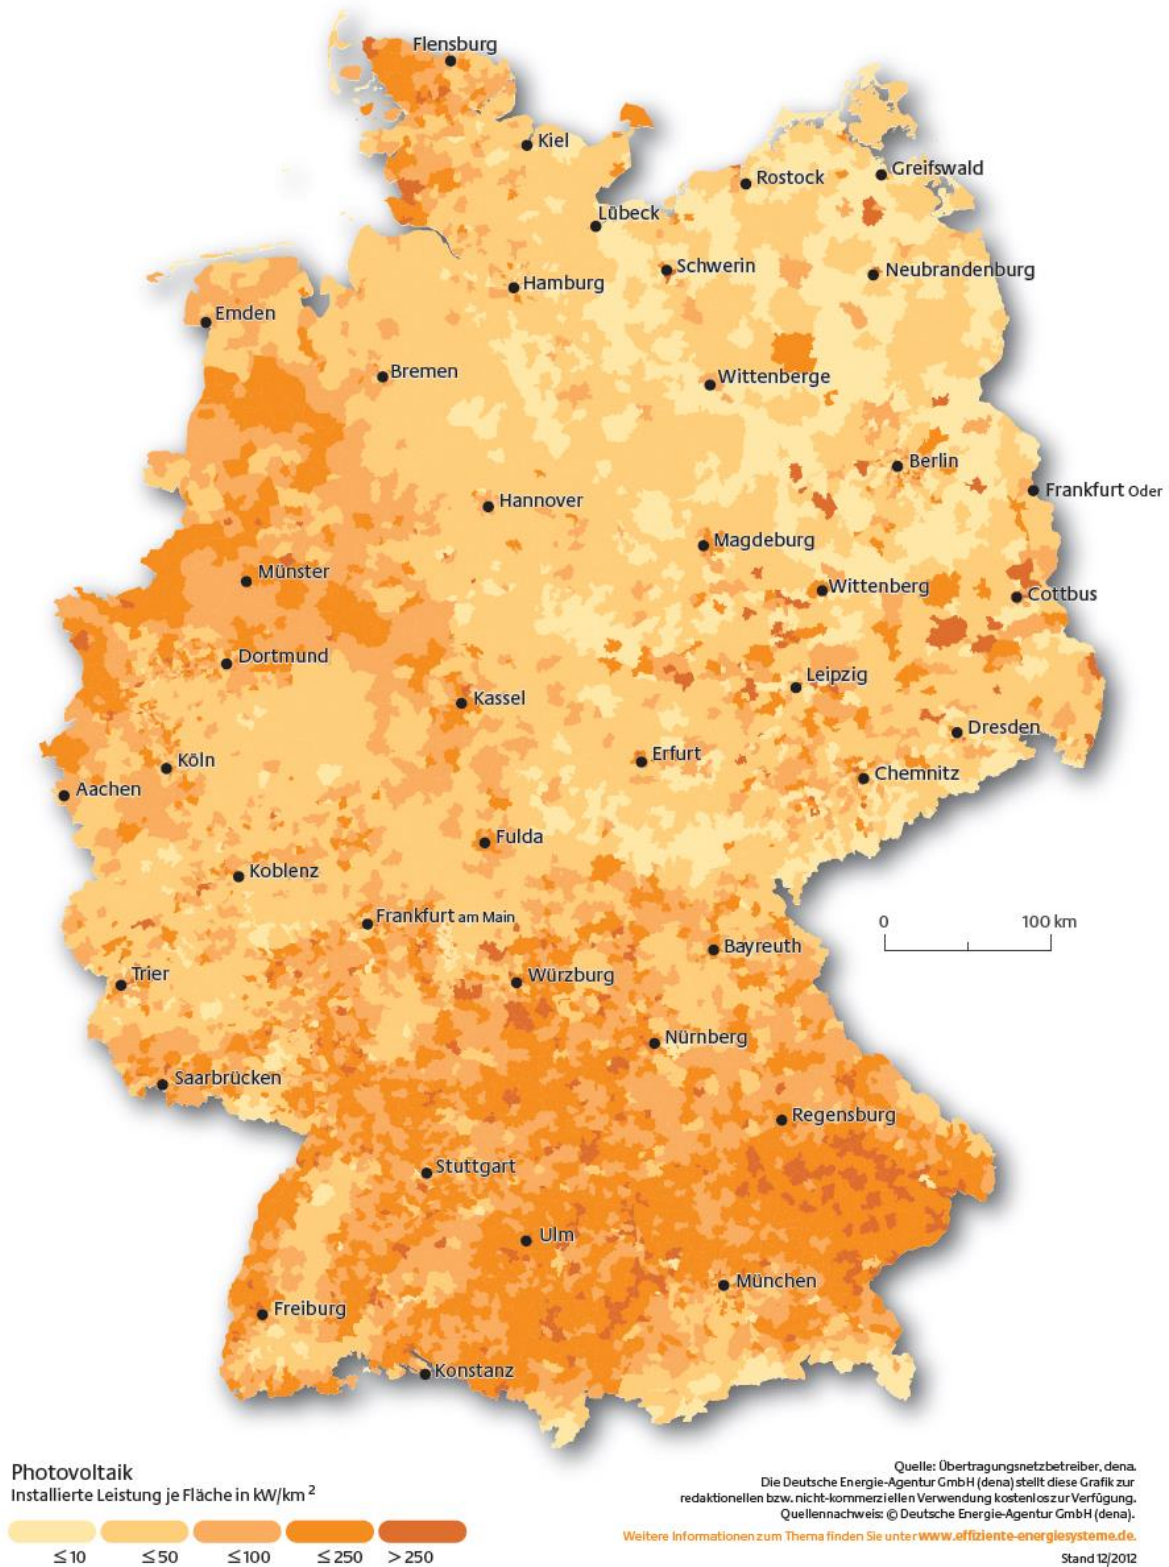 Flensburg
Kiel
Greifswald
Rostock
Lübeck
Schwerin
Neubrandenburg
Hamburg
Emden
Bremen
Wittenberge
Berlin
Frankfurt Oder
Hannover
Magdeburg
Münster
Wittenberg
Cottbus
Dortmund
Leipzig
Kassel
Dresden
Erfurt
Köln
Chemnitz
Aachen
Fulda
Koblenz
Frankfurt am Main
0 100 km
Bayreuth
Trier
Würzburg
Nürnberg
Saarbrücken
Regensburg
Stuttgart
Ulm
München
Freiburg
Konstanz
Photovoltaik
Installierte Leistung je Fläche in kW/km²
≤10 ≤50 ≤100 ≤250 >250
Quelle: Übertragungsnetzbetreiber, dena.
Die Deutsche Energie-Agentur GmbH (dena) stellt diese Grafik zur
redaktionellen bzw. nicht-kommerziellen Verwendung kostenlos zur Verfügung.
Quellennachweis: © Deutsche Energie-Agentur GmbH (dena).
Weitere Informationen zum Thema finden Sie unter www.effiziente-energiesysteme.de.
Stand 12/2012